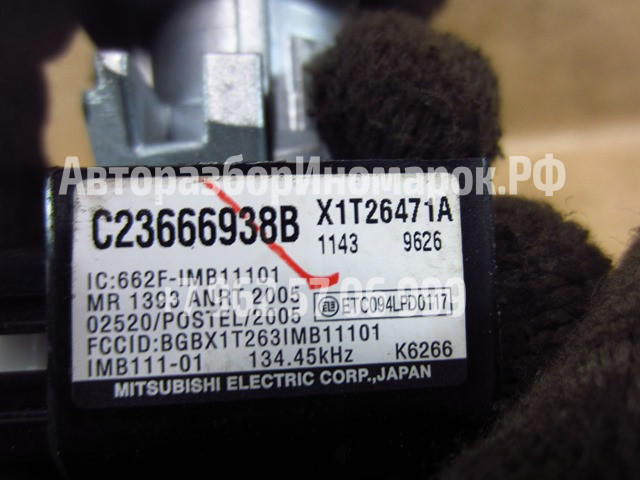 АвторазборИномарок.РФ
C23666938B X1T26471A
1143 9626
IC:662F-IMB11101
MR 1393 ANRT 2005
ETC094LPD0117
02520/POSTEL/2005
FCCID:BGBX1T263IMB11101
IMB111-01 134.45kHz K6266
MITSUBISHI ELECTRIC CORP.,JAPAN